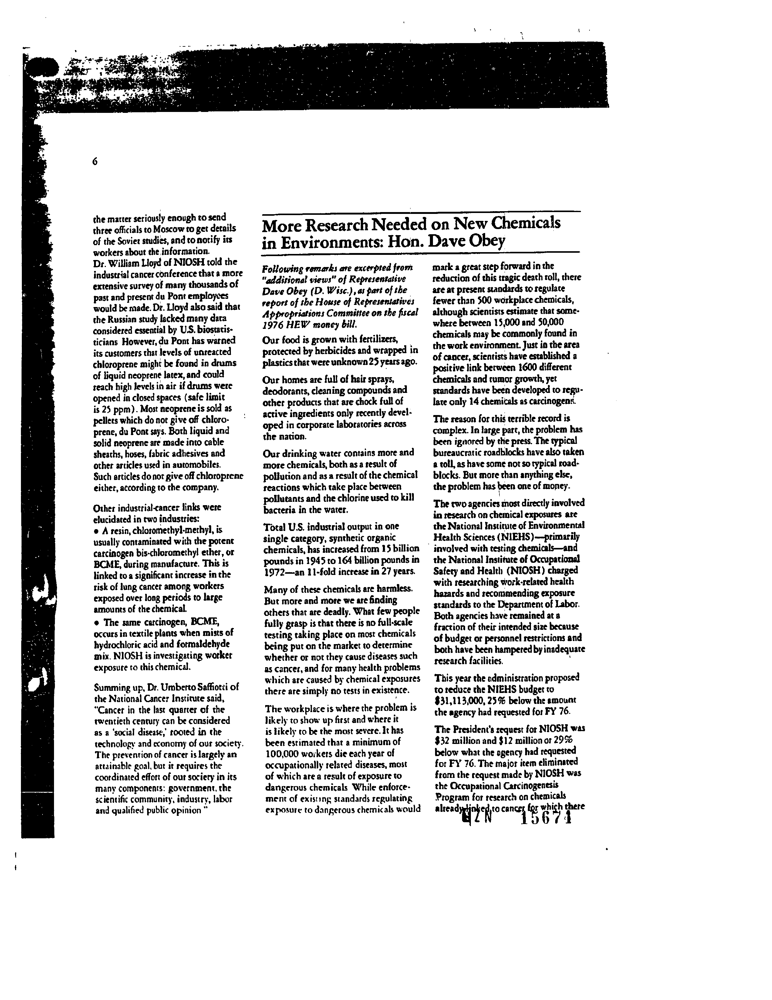 6
the matter seriously enough to send
three officials to Moscow to get details
of the Soviet studies, and to notify its
workers about the information.
Dr. William Lloyd of NIOSH told the
industrial cancer conference that a more
extensive survey of many thousands of
past and present du Pont employees
would be made. Dr. Lloyd also said that
the Russian study lacked many data
considered essential by U.S. biostatis-
ticians However, du Pont has warned
its customers that levels of unreacted
chloroprene might be found in drums
of liquid neoprene latex, and could
reach high levels in air if drums were
opened in closed spaces (safe limit
is 25 ppm). Most neoprene is sold as
pellets which do not give off chloro-
prene, du Pont says. Both liquid and
solid neoprene are made into cable
sheaths, hoses, fabric adhesives and
other articles used in automobiles.
Such articles do not give off chloroprene
either, according to the company.
Other industrial-cancer links were
elucidated in two industries:
• A resin, chloromethyl-methyl, is
usually contaminated with the potent
carcinogen bis-chloromethyl ether, or
BCME, during manufacture. This is
linked to a significant increase in the
risk of lung cancer among workers
exposed over long periods to large
amounts of the chemical.
• The same carcinogen, BCME,
occurs in textile plants when mists of
hydrochloric acid and formaldehyde
mix. NIOSH is investigating worker
exposure to this chemical.
Summing up, Dr. Umberto Saffiotti of
the National Cancer Institute said,
"Cancer in the last quarter of the
twentieth century can be considered
as a 'social disease,' rooted in the
technology and economy of our society.
The prevention of cancer is largely an
attainable goal, but it requires the
coordinated effort of our society in its
many components: government, the
scientific community, industry, labor
and qualified public opinion "
More Research Needed on New Chemicals
in Environments: Hon. Dave Obey
Following remarks are excerpted from
"additional views" of Representative
Dave Obey (D. Wisc.), as part of the
report of the House of Representatives
Appropriations Committee on the fiscal
1976 HEW money bill.
Our food is grown with fertilizers,
protected by herbicides and wrapped in
plastics that were unknown 25 years ago.
Our homes are full of hair sprays,
deodorants, cleaning compounds and
other products that are chock full of
active ingredients only recently devel-
oped in corporate laboratories across
the nation.
Our drinking water contains more and
more chemicals, both as a result of
pollution and as a result of the chemical
reactions which take place between
pollutants and the chlorine used to kill
bacteria in the water.
Total U.S. industrial output in one
single category, synthetic organic
chemicals, has increased from 15 billion
pounds in 1945 to 164 billion pounds in
1972—an 11-fold increase in 27 years.
Many of these chemicals are harmless.
But more and more we are finding
others that are deadly. What few people
fully grasp is that there is no full-scale
testing taking place on most chemicals
being put on the market to determine
whether or not they cause diseases such
as cancer, and for many health problems
which are caused by chemical exposures
there are simply no tests in existence.
The workplace is where the problem is
likely to show up first and where it
is likely to be the most severe. It has
been estimated that a minimum of
100,000 workers die each year of
occupationally related diseases, most
of which are a result of exposure to
dangerous chemicals While enforce-
ment of existing standards regulating
exposure to dangerous chemicals would
mark a great step forward in the
reduction of this tragic death roll, there
are at present standards to regulate
fewer than 500 workplace chemicals,
although scientists estimate that some-
where between 15,000 and 50,000
chemicals may be commonly found in
the work environment. Just in the area
of cancer, scientists have established a
positive link between 1600 different
chemicals and tumor growth, yet
standards have been developed to regu-
late only 14 chemicals as carcinogens.
The reason for this terrible record is
complex. In large part, the problem has
been ignored by the press. The typical
bureaucratic roadblocks have also taken
a toll, as have some not so typical road-
blocks. But more than anything else,
the problem has been one of money.
The two agencies most directly involved
in research on chemical exposures are
the National Institute of Environmental
Health Sciences (NIEHS)—primarily
involved with testing chemicals—and
the National Institute of Occupational
Safety and Health (NIOSH) charged
with researching work-related health
hazards and recommending exposure
standards to the Department of Labor.
Both agencies have remained at a
fraction of their intended size because
of budget or personnel restrictions and
both have been hampered by inadequate
research facilities.
This year the administration proposed
to reduce the NIEHS budget to
$31,113,000, 25% below the amount
the agency had requested for FY 76.
The President's request for NIOSH was
$32 million and $12 million or 29%
below what the agency had requested
for FY 76. The major item eliminated
from the request made by NIOSH was
the Occupational Carcinogenesis
Program for research on chemicals
already linked to cancer for which there
15671